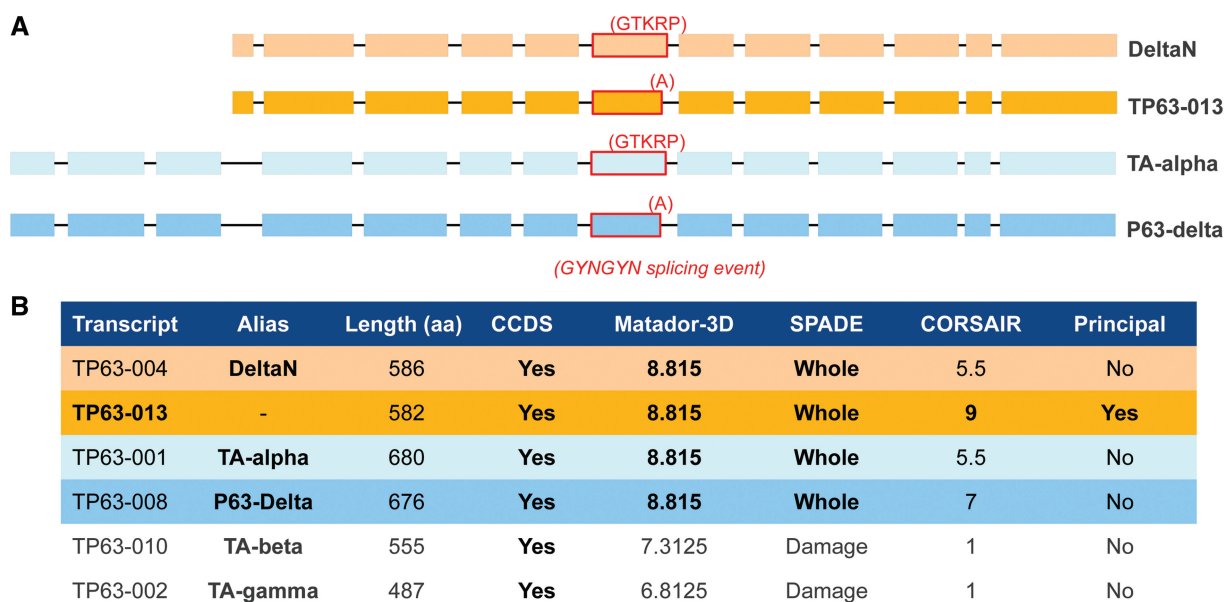 A
(GTKRP)
DeltaN
(A)
TP63-013
(GTKRP)
TA-alpha
(A)
P63-delta
(GYNGYN splicing event)
B
Transcript Alias Length (aa) CCDS Matador-3D SPADE CORSAIR Principal
TP63-004 DeltaN 586 Yes 8.815 Whole 5.5 No
TP63-013 - 582 Yes 8.815 Whole 9 Yes
TP63-001 TA-alpha 680 Yes 8.815 Whole 5.5 No
TP63-008 P63-Delta 676 Yes 8.815 Whole 7 No
TP63-010 TA-beta 555 Yes 7.3125 Damage 1 No
TP63-002 TA-gamma 487 Yes 6.8125 Damage 1 No